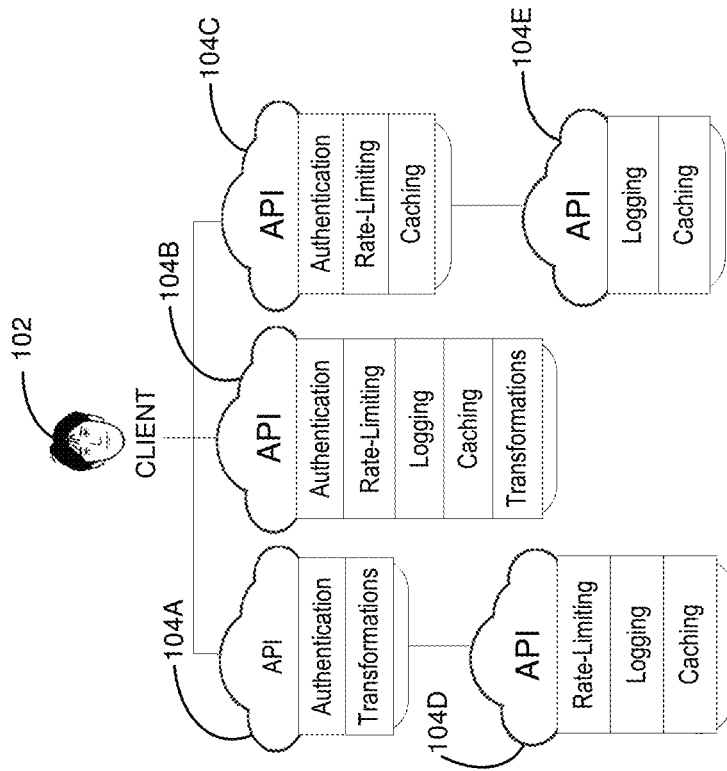 102
CLIENT
104A
API
Authentication
Transformations
104B
API
Authentication
Rate-Limiting
Logging
Caching
Transformations
104C
API
Authentication
Rate-Limiting
Caching
104D
API
Rate-Limiting
Logging
Caching
104E
API
Logging
Caching